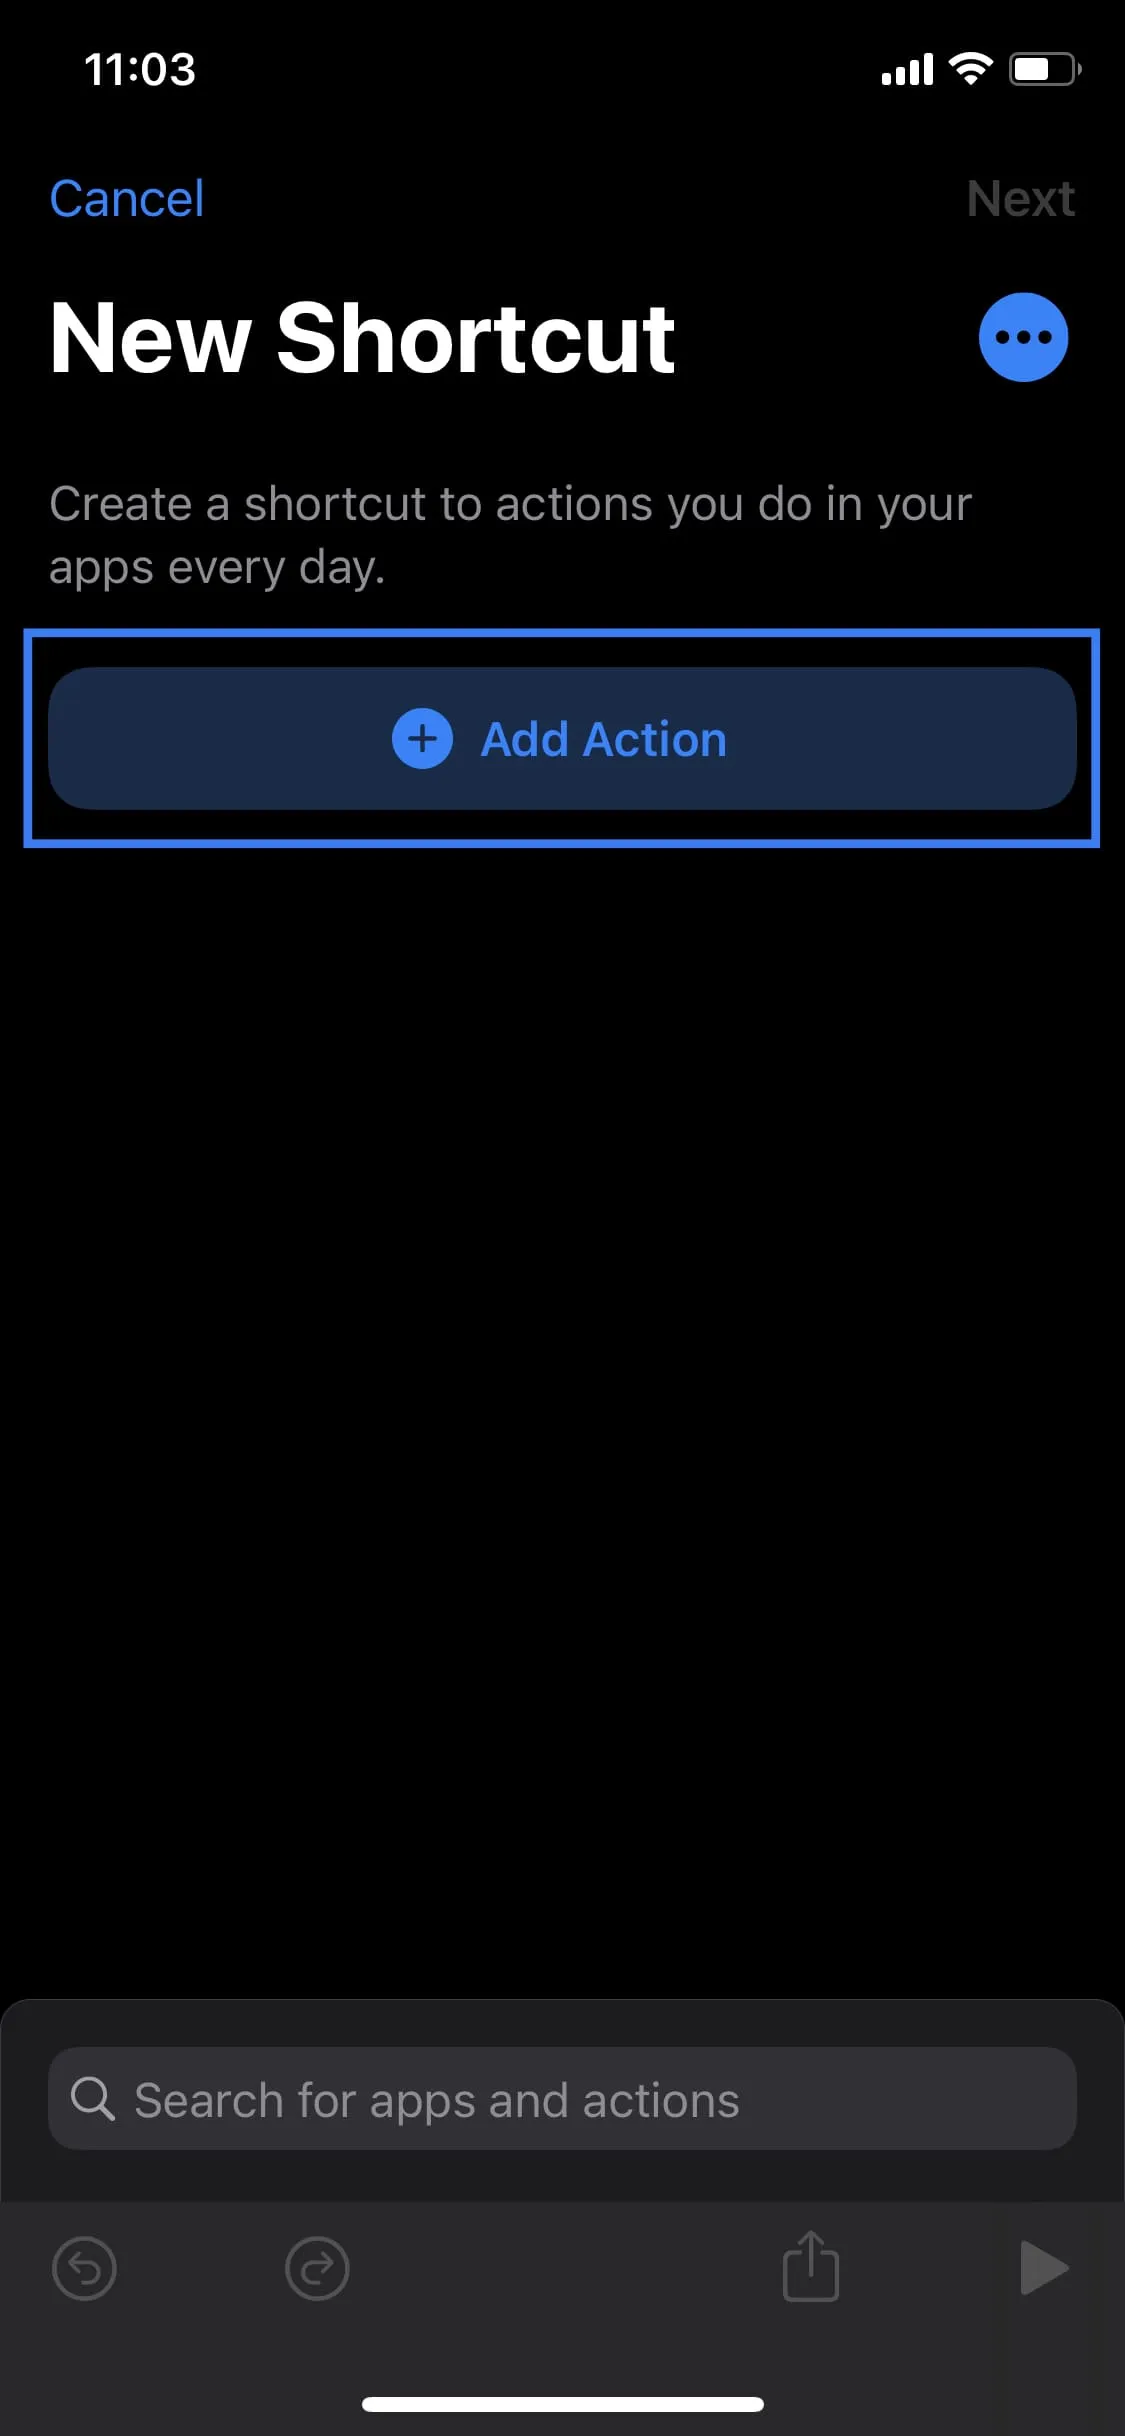 11:03
Cancel
Next
New Shortcut
Create a shortcut to actions you do in your
apps every day.
Add Action
Search for apps and actions